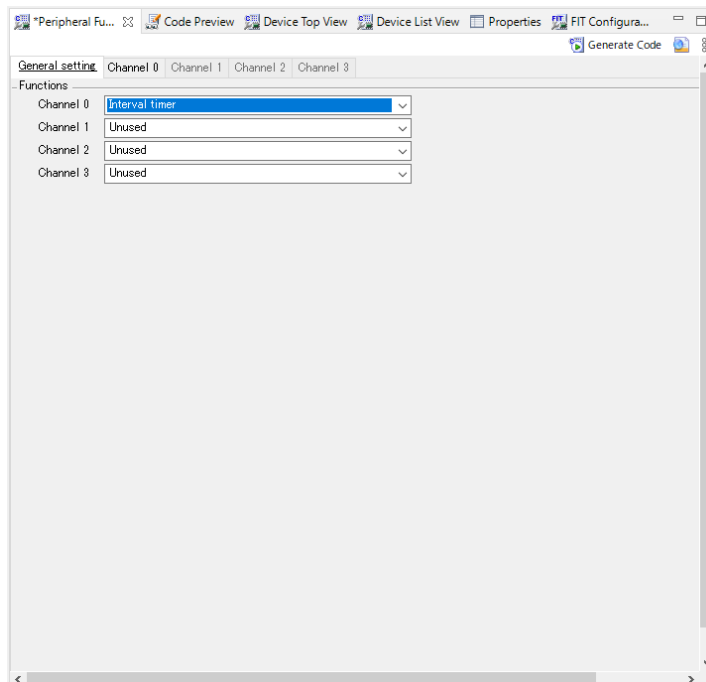 *Peripheral Fu... Code Preview Device Top View Device List View Properties FIT Configura...
Generate Code
General setting Channel 0 Channel 1 Channel 2 Channel 3
Functions
Channel 0 Interval timer
Channel 1 Unused
Channel 2 Unused
Channel 3 Unused